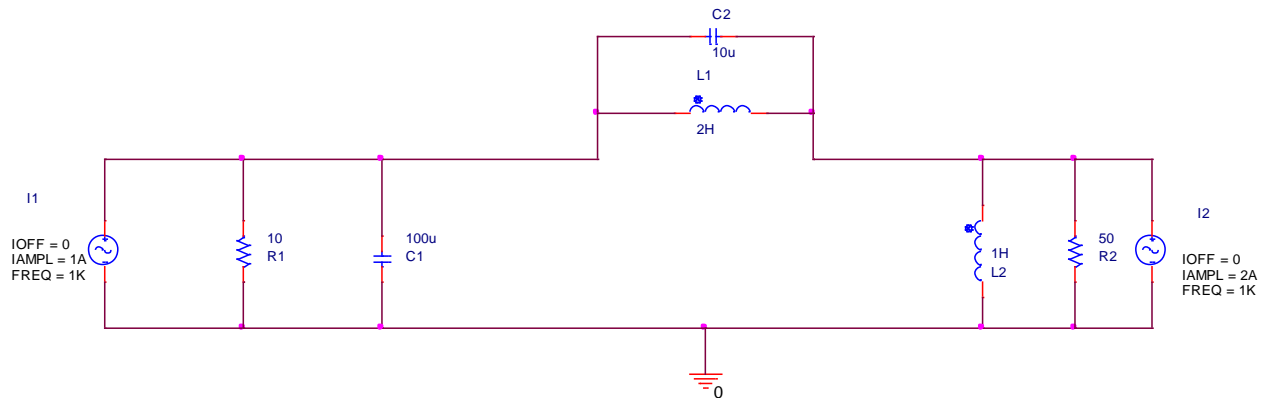 C2
10u
L1
2H
I1
IOFF = 0
IAMPL = 1A
FREQ = 1K
10
R1
100u
C1
1H
L2
50
R2
I2
IOFF = 0
IAMPL = 2A
FREQ = 1K
0